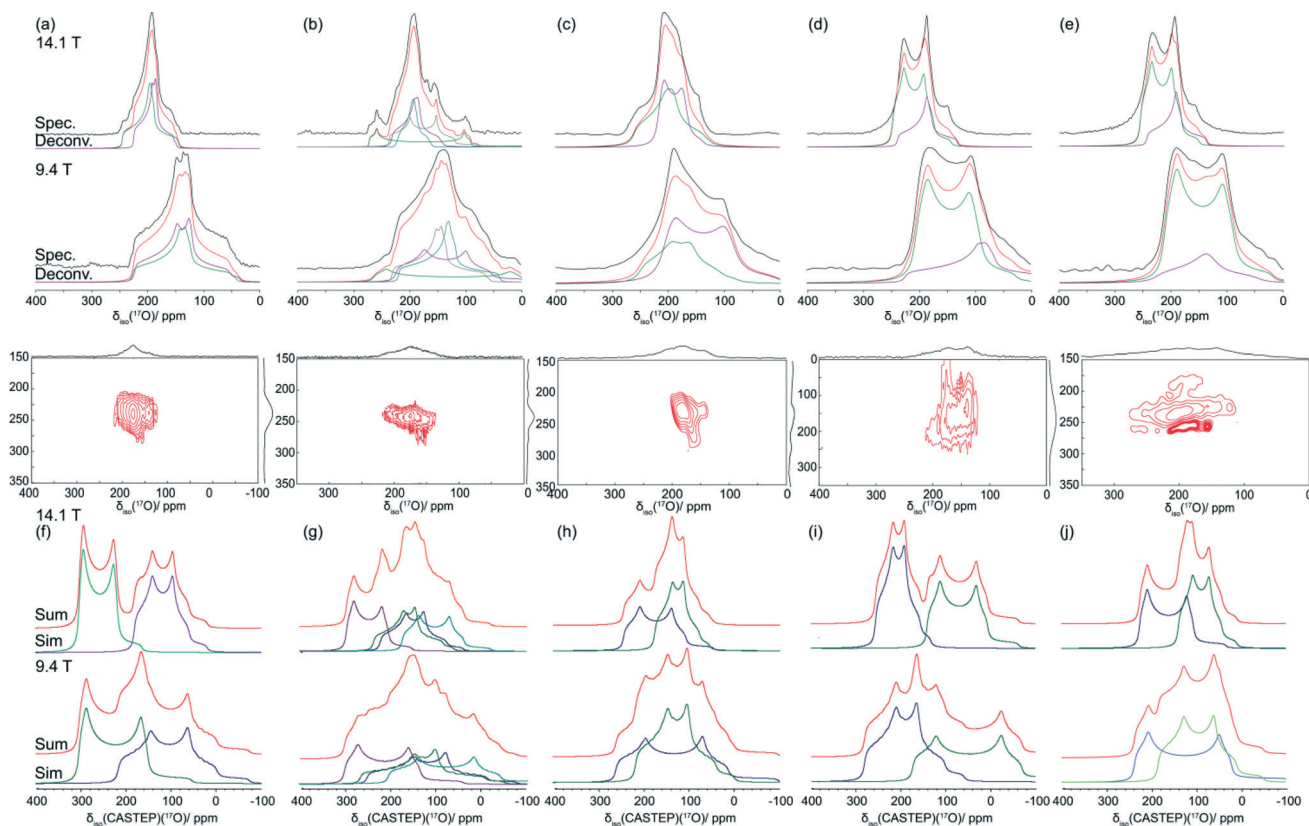 (a) (b) (c) (d) (e)
14.1 T
Spec.
Deconv.
9.4 T
Spec.
Deconv.
400 300 200 100 0 400 300 200 100 0 400 300 200 100 0 400 300 200 100 0 400 300 200 100 0
δiso(¹⁷O)/ ppm δiso(¹⁷O)/ ppm δiso(¹⁷O)/ ppm δiso(¹⁷O)/ ppm δiso(¹⁷O)/ ppm
150 150 150 0 150
200 200 200 100 200
250 250 250 200 250
300 300 300 300 300
350 350 350 350
400 300 200 100 0 -100 300 200 100 0 400 300 200 100 0 400 300 200 100 0 300 200 100 0
δiso(¹⁷O)/ ppm δiso(¹⁷O)/ ppm δiso(¹⁷O)/ ppm δiso(¹⁷O)/ ppm δiso(¹⁷O)/ ppm
14.1 T
(f) (g) (h) (i) (j)
Sum
Sim
9.4 T
Sum
Sim
400 300 200 100 0 -100 400 300 200 100 0 -100 400 300 200 100 0 -100 400 300 200 100 0 -100 400 300 200 100 0 -100
δiso(CASTEP)(¹⁷O)/ ppm δiso(CASTEP)(¹⁷O)/ ppm δiso(CASTEP)(¹⁷O)/ ppm δiso(CASTEP)(¹⁷O)/ ppm δiso(CASTEP)(¹⁷O)/ ppm